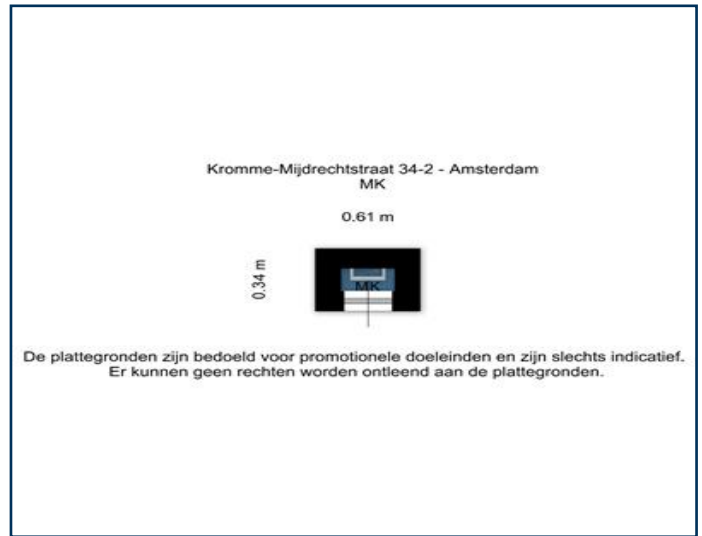 Kromme-Mijdrechtstraat 34-2 - Amsterdam
MK
0.61 m
0.34 m
MK
De plattegronden zijn bedoeld voor promotionele doeleinden en zijn slechts indicatief.
Er kunnen geen rechten worden ontleend aan de plattegronden.